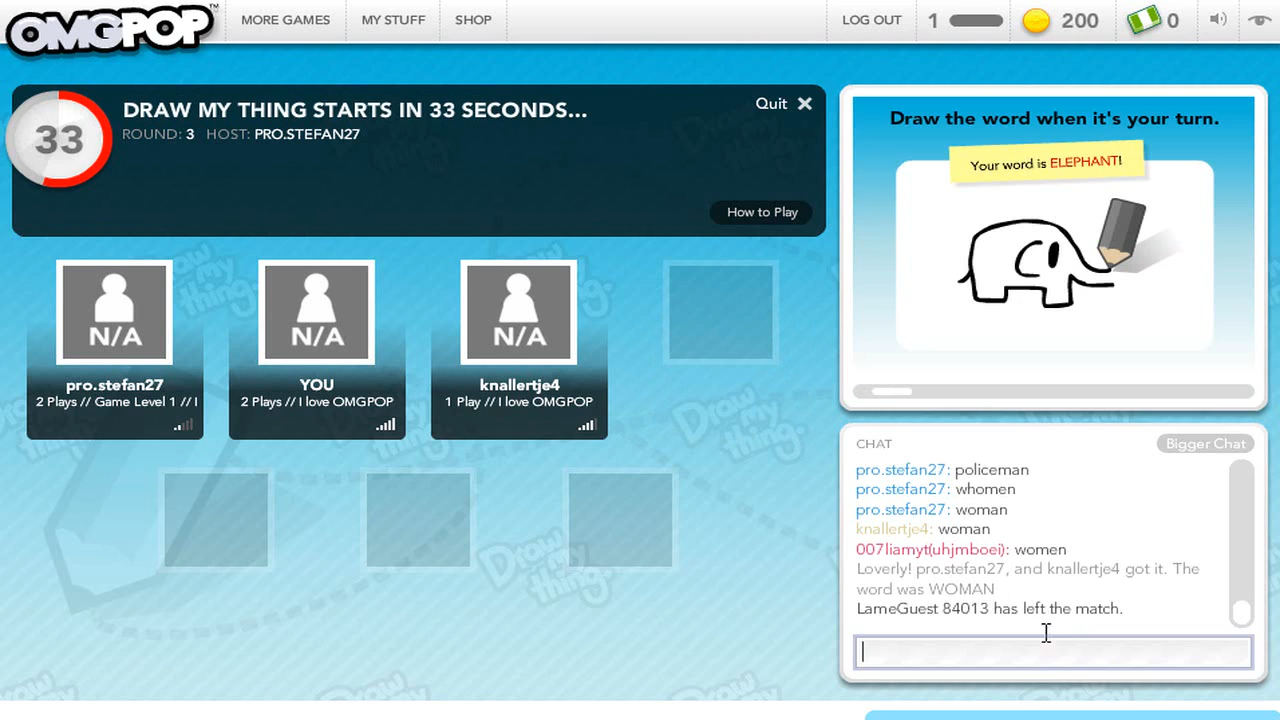 OMGPOP™ MORE GAMES MY STUFF SHOP LOG OUT 1 200 0
33
DRAW MY THING STARTS IN 33 SECONDS...
Quit
ROUND: 3 HOST: PRO.STEFAN27
How to Play
N/A
pro.stefan27
2 Plays // Game Level 1 // I
N/A
YOU
2 Plays // I love OMGPOP
N/A
knallertje4
1 Play // I love OMGPOP
Draw the word when it's your turn.
Your word is ELEPHANT!
CHAT
Bigger Chat
pro.stefan27: policeman
pro.stefan27: whomen
pro.stefan27: woman
knallertje4: woman
007liamyt(uhjmboei): women
Loverly! pro.stefan27, and knallertje4 got it. The
word was WOMAN
LameGuest 84013 has left the match.